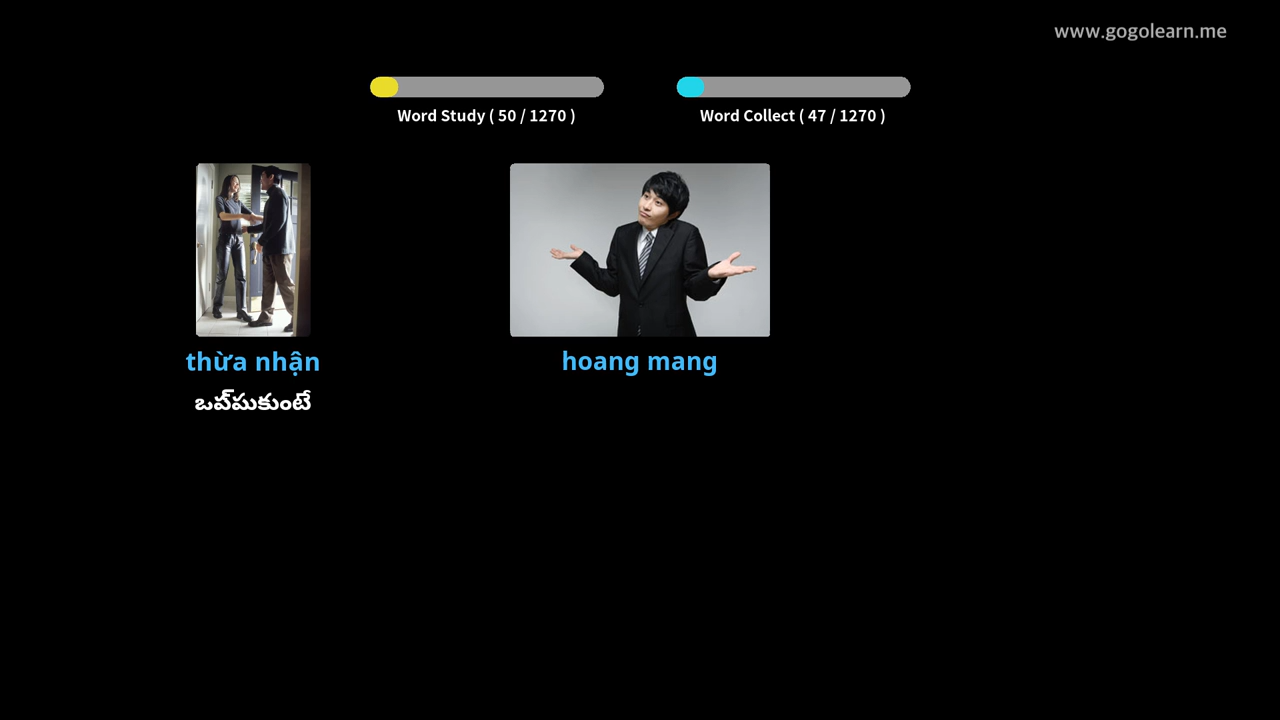 www.gogolearn.me
Word Study ( 50 / 1270 )
Word Collect ( 47 / 1270 )
thừa nhận
hoang mang
ఒప్పుకుంటే